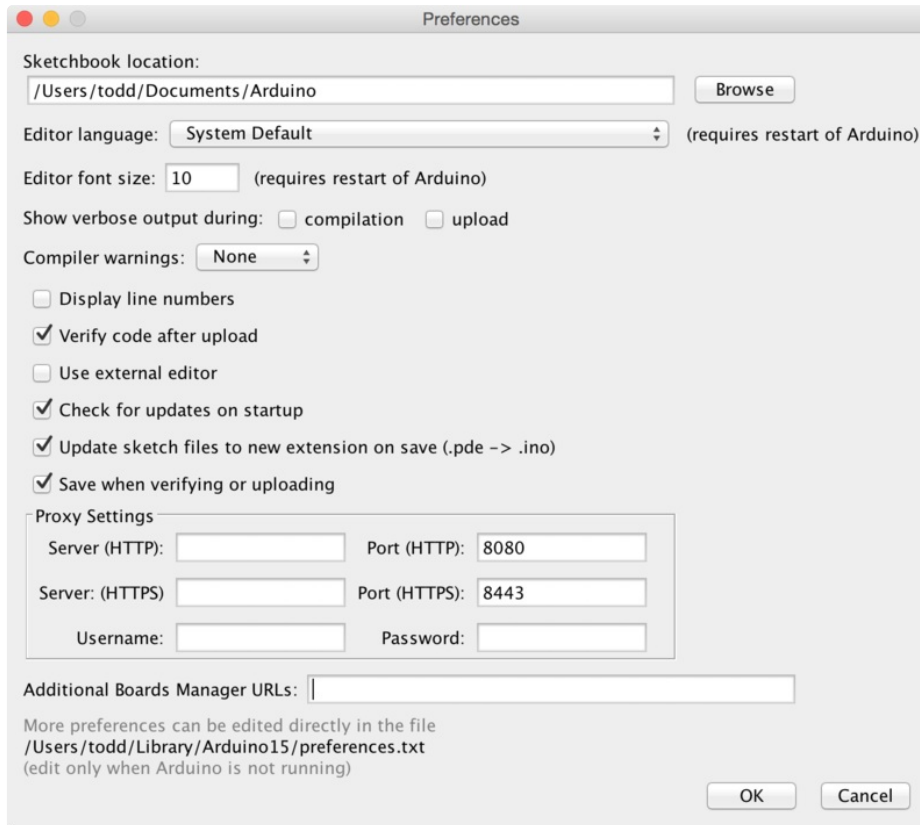 Preferences
Sketchbook location:
/Users/todd/Documents/Arduino
Browse
Editor language: System Default (requires restart of Arduino)
Editor font size: 10 (requires restart of Arduino)
Show verbose output during: compilation upload
Compiler warnings: None
Display line numbers
Verify code after upload
Use external editor
Check for updates on startup
Update sketch files to new extension on save (.pde -> .ino)
Save when verifying or uploading
Proxy Settings
Server (HTTP): Port (HTTP): 8080
Server: (HTTPS) Port (HTTPS): 8443
Username: Password:
Additional Boards Manager URLs:
More preferences can be edited directly in the file
/Users/todd/Library/Arduino15/preferences.txt
(edit only when Arduino is not running)
OK Cancel